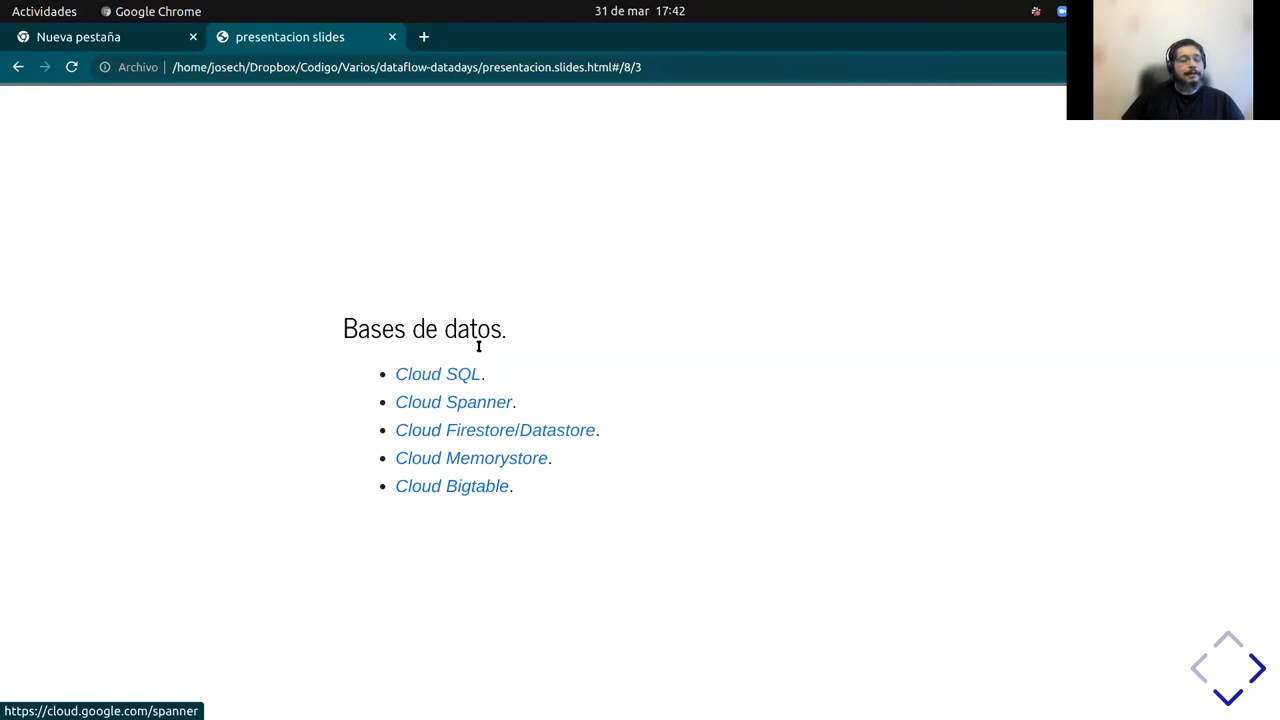 Actividades Google Chrome 31 de mar 17:42
Nueva pestaña presentacion slides
Archivo /home/josech/Dropbox/Codigo/Varios/dataflow-datadays/presentacion.slides.html#/8/3
Bases de datos.
Cloud SQL.
Cloud Spanner.
Cloud Firestore/Datastore.
Cloud Memorystore.
Cloud Bigtable.
https://cloud.google.com/spanner